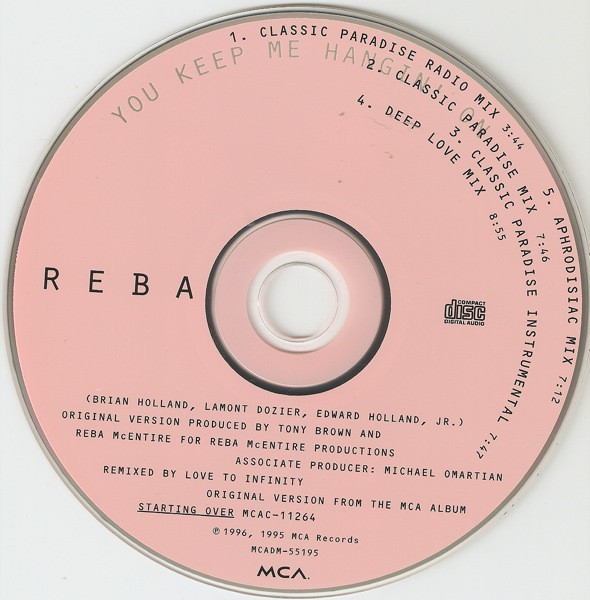 YOU KEEP ME HANGIN' ON
1. CLASSIC PARADISE RADIO MIX 3:44
2. CLASSIC PARADISE MIX 7:46
3. CLASSIC PARADISE INSTRUMENTAL 7:47
4. DEEP LOVE MIX 8:55
5. APHRODISIAC MIX 7:12
REBA
COMPACT
disc
DIGITAL AUDIO
(BRIAN HOLLAND, LAMONT DOZIER, EDWARD HOLLAND, JR.)
ORIGINAL VERSION PRODUCED BY TONY BROWN AND
REBA McENTIRE FOR REBA McENTIRE PRODUCTIONS
ASSOCIATE PRODUCER: MICHAEL OMARTIAN
REMIXED BY LOVE TO INFINITY
ORIGINAL VERSION FROM THE MCA ALBUM
STARTING OVER MCAC-11264
℗ 1996, 1995 MCA Records
MCADM-55195
MCA.